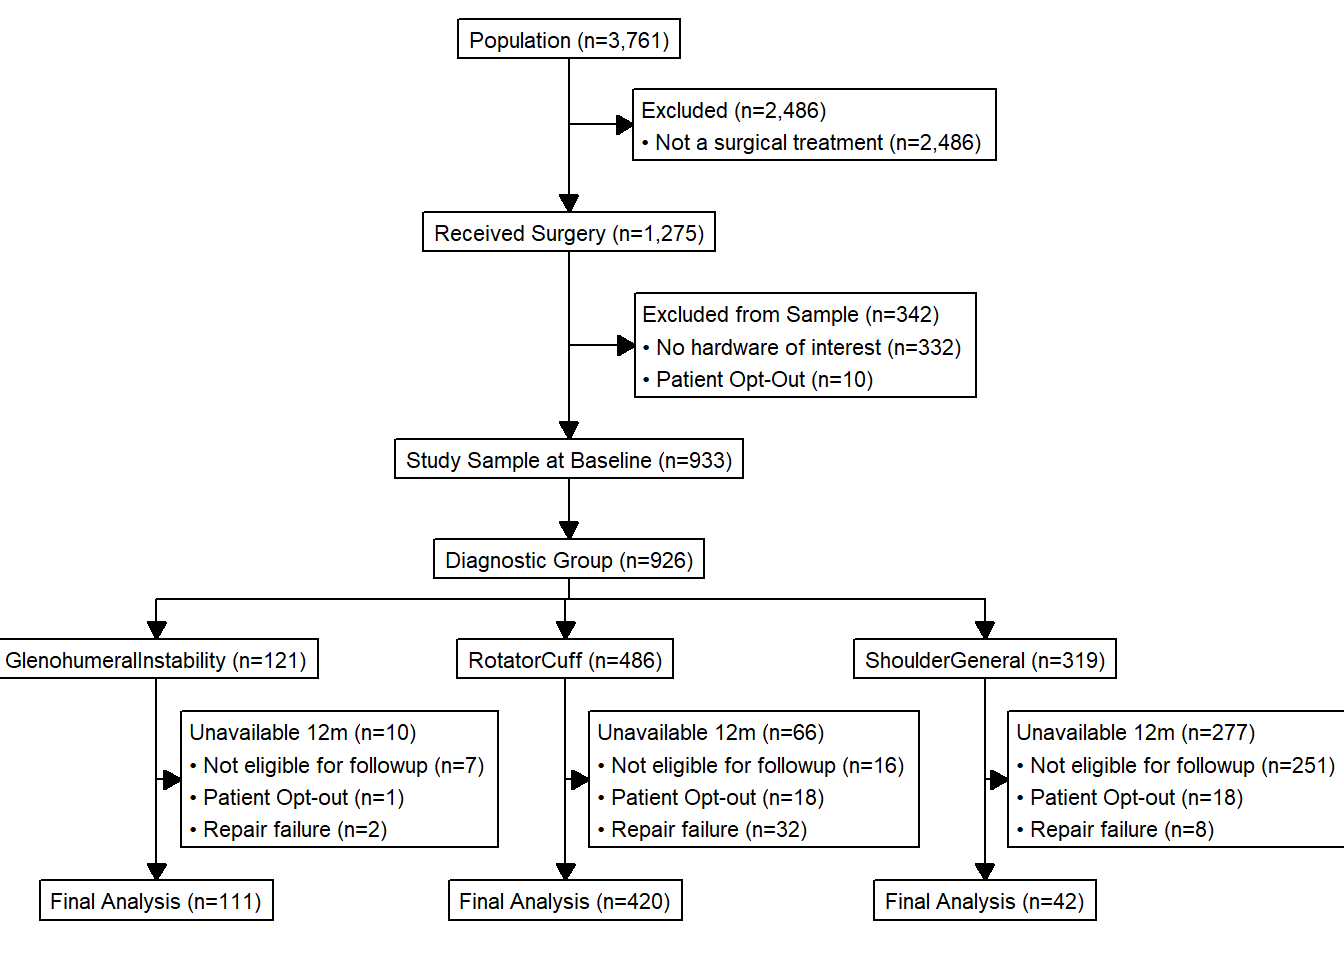 Population (n=3,761)
Excluded (n=2,486)
• Not a surgical treatment (n=2,486)
Received Surgery (n=1,275)
Excluded from Sample (n=342)
• No hardware of interest (n=332)
• Patient Opt-Out (n=10)
Study Sample at Baseline (n=933)
Diagnostic Group (n=926)
GlenohumeralInstability (n=121)
RotatorCuff (n=486)
ShoulderGeneral (n=319)
Unavailable 12m (n=10)
• Not eligible for followup (n=7)
• Patient Opt-out (n=1)
• Repair failure (n=2)
Unavailable 12m (n=66)
• Not eligible for followup (n=16)
• Patient Opt-out (n=18)
• Repair failure (n=32)
Unavailable 12m (n=277)
• Not eligible for followup (n=251)
• Patient Opt-out (n=18)
• Repair failure (n=8)
Final Analysis (n=111)
Final Analysis (n=420)
Final Analysis (n=42)